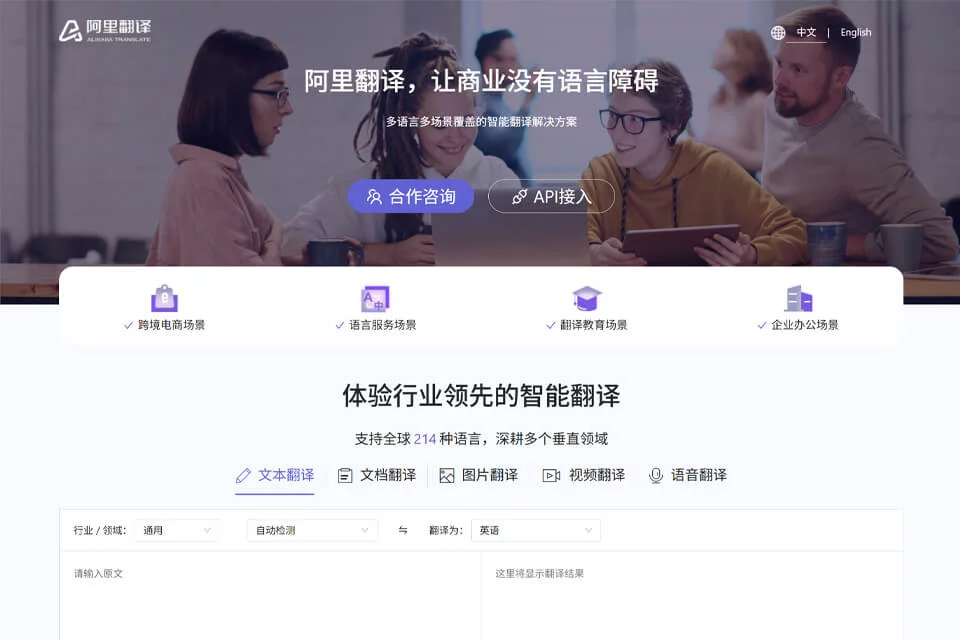 阿里翻译
ALIBABA TRANSLATE
中文 | English
阿里翻译，让商业没有语言障碍
多语言多场景覆盖的智能翻译解决方案
合作咨询
API接入
跨境电商场景
语言服务场景
翻译教育场景
企业办公场景
体验行业领先的智能翻译
支持全球 214 种语言，深耕多个垂直领域
文本翻译
文档翻译
图片翻译
视频翻译
语音翻译
行业 / 领域： 通用 自动检测 翻译为： 英语
请输入原文
这里将显示翻译结果